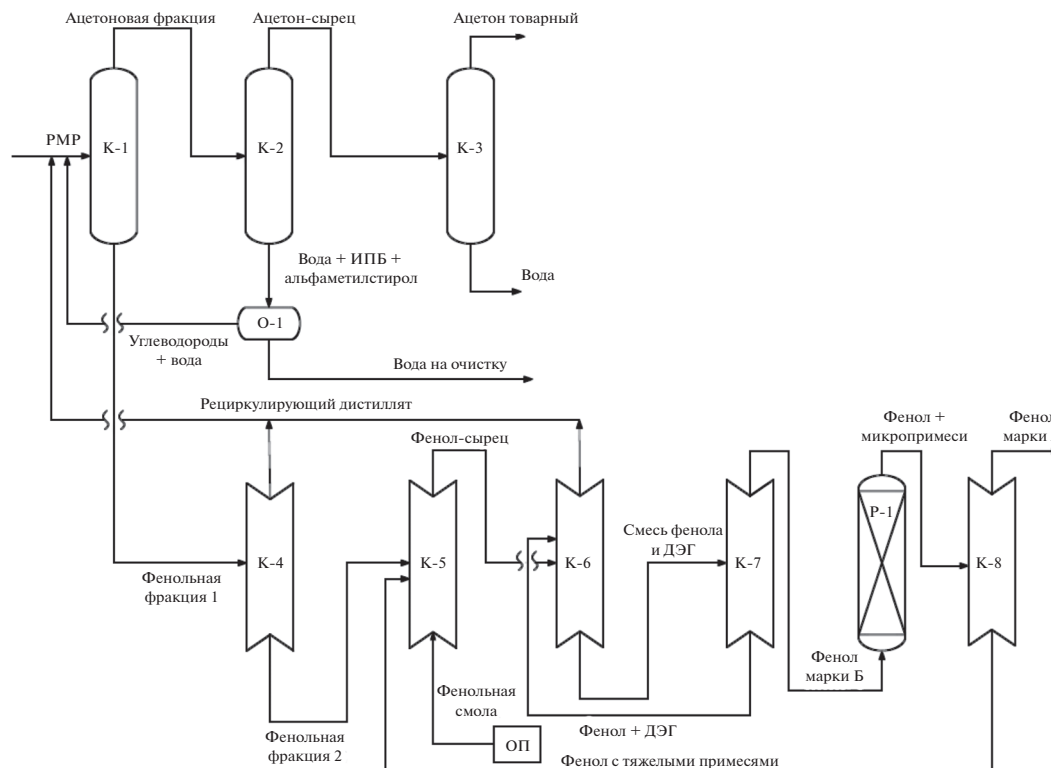 Ацетоновая фракция
Ацетон-сырец
Ацетон товарный
РМР
К-1
К-2
К-3
Вода + ИПБ +
альфаметилстирол
Вода
О-1
Углеводороды
+ вода
Вода на очистку
Рециркулирующий дистиллят
Фенол-сырец
Фенол +
микропримеси
Фенол
марки
Р-1
Смесь фенола
и ДЭГ
К-4
К-5
К-6
К-7
К-8
Фенольная
фракция 1
Фенол
марки Б
Фенольная
смола
Фенольная
фракция 2
ОП
Фенол + ДЭГ
Фенол с тяжелыми примесями